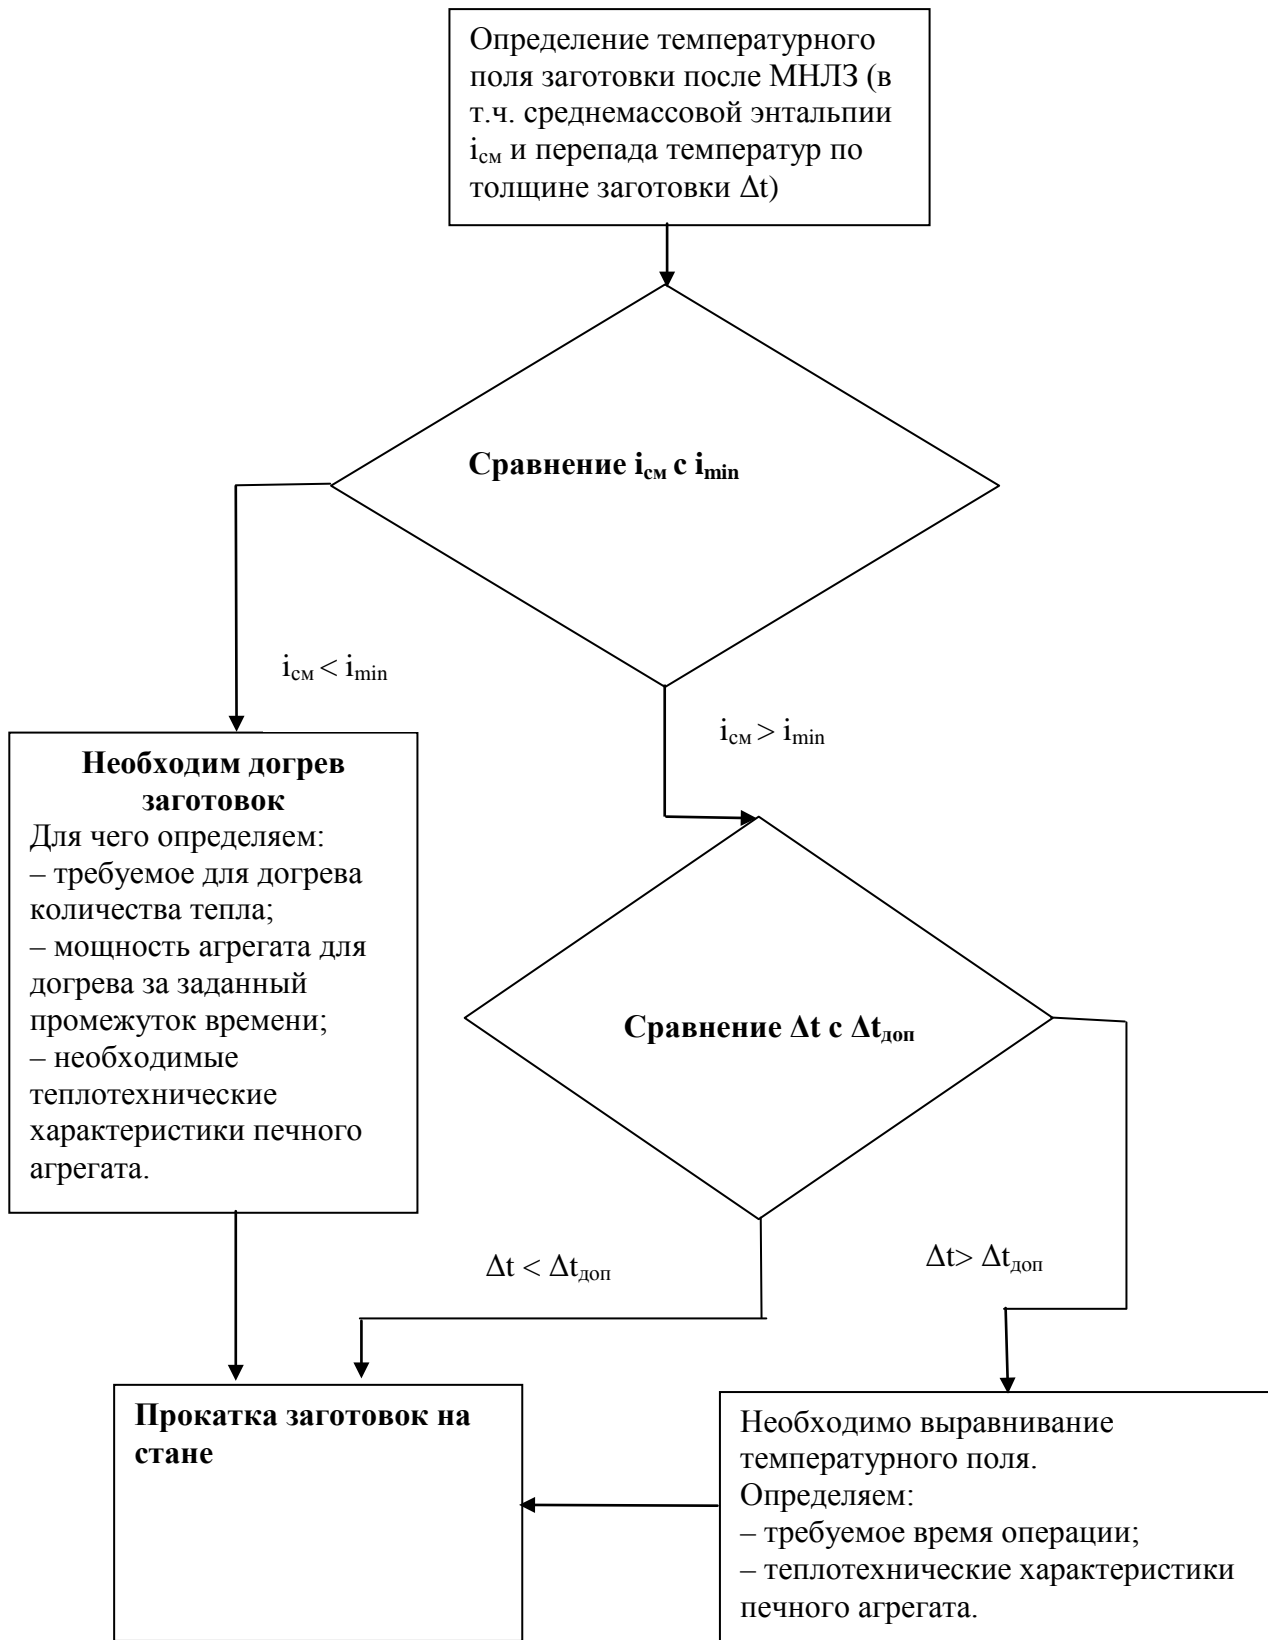 Определение температурного
поля заготовки после МНЛЗ (в
т.ч. среднемассовой энтальпии
iсм и перепада температур по
толщине заготовки Δt)
Сравнение iсм с imin
iсм < imin
iсм > imin
Необходим догрев
заготовок
Для чего определяем:
– требуемое для догрева
количества тепла;
– мощность агрегата для
догрева за заданный
промежуток времени;
– необходимые
теплотехнические
характеристики печного
агрегата.
Сравнение Δt с Δtдоп
Δt < Δtдоп
Δt> Δtдоп
Прокатка заготовок на
стане
Необходимо выравнивание
температурного поля.
Определяем:
– требуемое время операции;
– теплотехнические характеристики
печного агрегата.